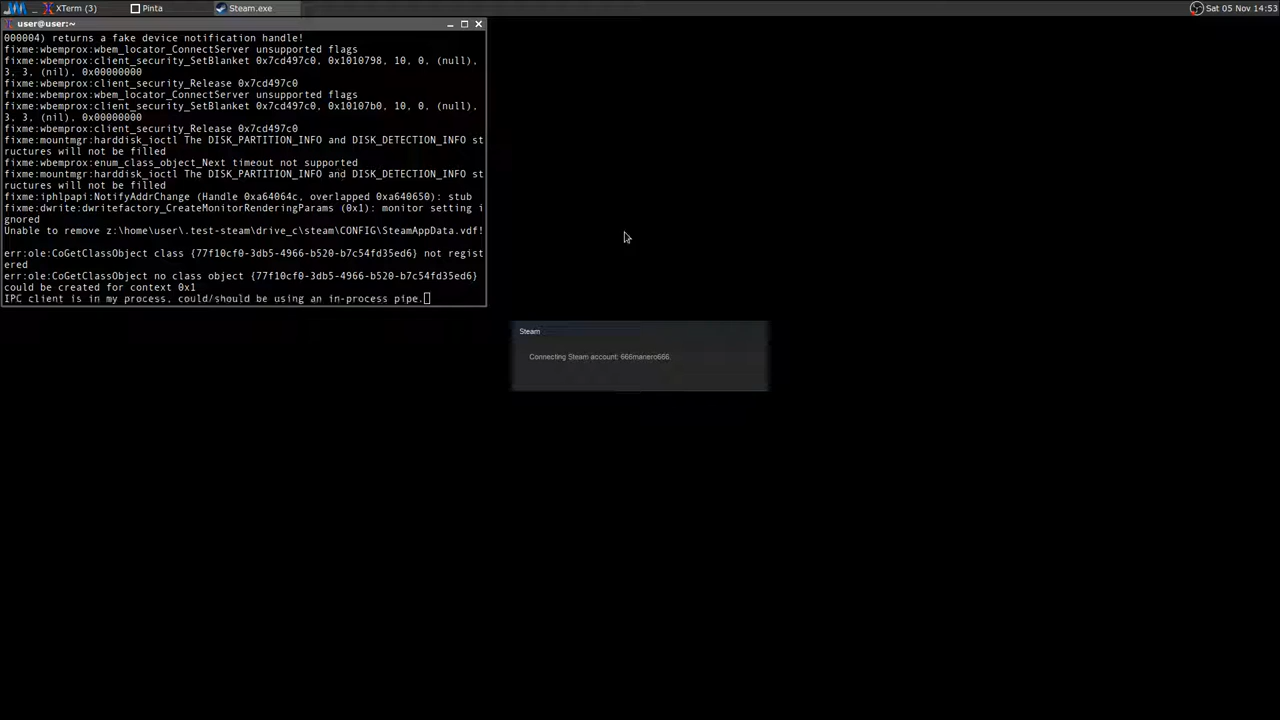 XTerm (3) Pinta Steam.exe Sat 05 Nov 14:53
user@user:~
000004) returns a fake device notification handle!
fixme:wbemprox:wbem_locator_ConnectServer unsupported flags
fixme:wbemprox:client_security_SetBlanket 0x7cd497c0, 0x1010798, 10, 0, (null),
3, 3, (nil), 0x00000000
fixme:wbemprox:client_security_Release 0x7cd497c0
fixme:wbemprox:wbem_locator_ConnectServer unsupported flags
fixme:wbemprox:client_security_SetBlanket 0x7cd497c0, 0x10107b0, 10, 0, (null),
3, 3, (nil), 0x00000000
fixme:wbemprox:client_security_Release 0x7cd497c0
fixme:mountmgr:harddisk_ioctl The DISK_PARTITION_INFO and DISK_DETECTION_INFO st
ructures will not be filled
fixme:wbemprox:enum_class_object_Next timeout not supported
fixme:mountmgr:harddisk_ioctl The DISK_PARTITION_INFO and DISK_DETECTION_INFO st
ructures will not be filled
fixme:iphlpapi:NotifyAddrChange (Handle 0xa64064c, overlapped 0xa640650): stub
fixme:dwrite:dwritefactory_CreateMonitorRenderingParams (0x1): monitor setting i
gnored
Unable to remove z:\home\user\.test-steam\drive_c\steam\CONFIG\SteamAppData.vdf!
err:ole:CoGetClassObject class {77f10cf0-3db5-4966-b520-b7c54fd35ed6} not regist
ered
err:ole:CoGetClassObject no class object {77f10cf0-3db5-4966-b520-b7c54fd35ed6}
could be created for context 0x1
IPC client is in my process, could/should be using an in-process pipe.
Steam
Connecting Steam account: 666manero666.